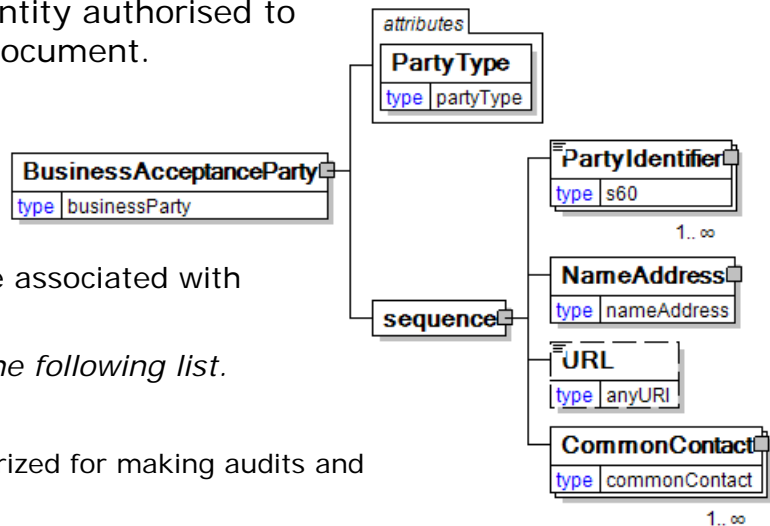 ntity authorised to
ocument.
attributes
PartyType
type partyType
BusinessAcceptanceParty
type businessParty
PartyIdentifier
type s60
1.. ∞
e associated with
NameAddress
type nameAddress
sequence
ne following list.
URL
type anyURI
rized for making audits and
CommonContact
type commonContact
1.. ∞